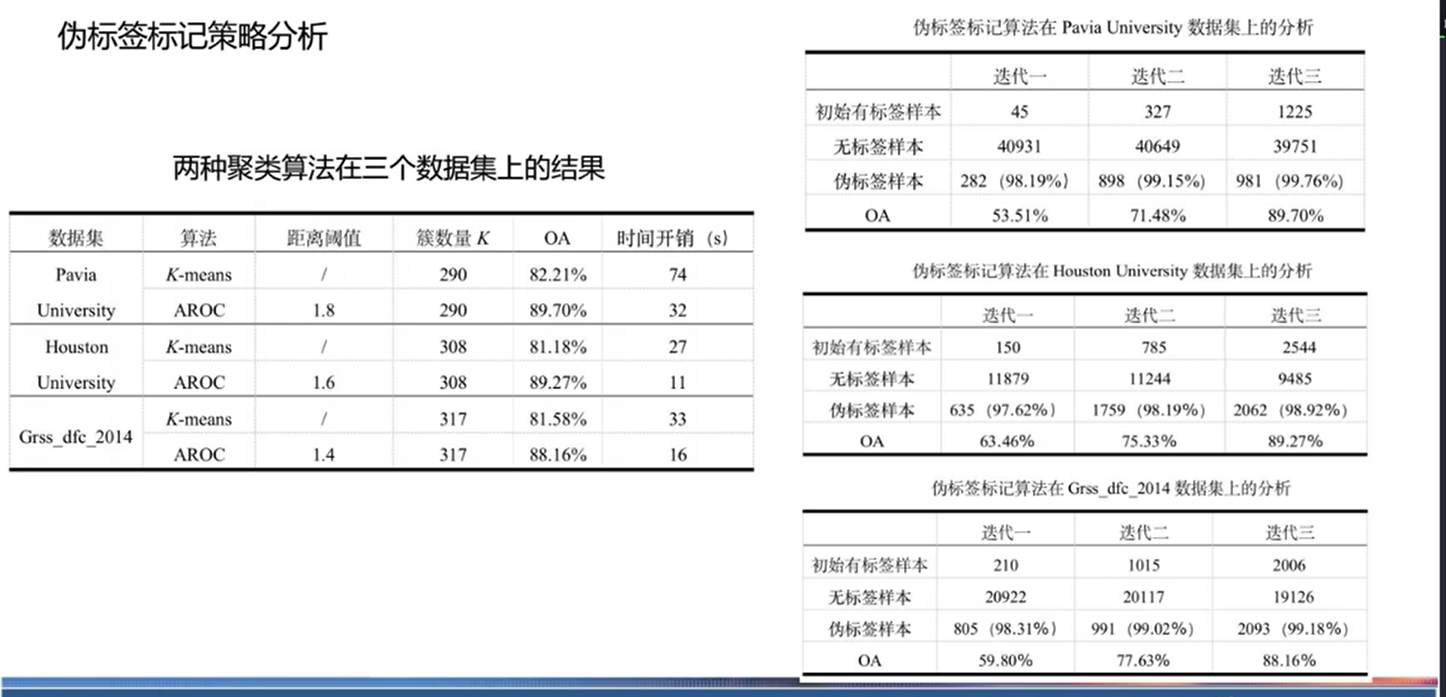 伪标签标记策略分析
两种聚类算法在三个数据集上的结果
数据集 算法 距离阈值 簇数量 K OA 时间开销（s）
Pavia K-means / 290 82.21% 74
University AROC 1.8 290 89.70% 32
Houston K-means / 308 81.18% 27
University AROC 1.6 308 89.27% 11
Grss_dfc_2014 K-means / 317 81.58% 33
AROC 1.4 317 88.16% 16
伪标签标记算法在 Pavia University 数据集上的分析
迭代一 迭代二 迭代三
初始有标签样本 45 327 1225
无标签样本 40931 40649 39751
伪标签样本 282（98.19%） 898（99.15%） 981（99.76%）
OA 53.51% 71.48% 89.70%
伪标签标记算法在 Houston University 数据集上的分析
迭代一 迭代二 迭代三
初始有标签样本 150 785 2544
无标签样本 11879 11244 9485
伪标签样本 635（97.62%） 1759（98.19%） 2062（98.92%）
OA 63.46% 75.33% 89.27%
伪标签标记算法在 Grss_dfc_2014 数据集上的分析
迭代一 迭代二 迭代三
初始有标签样本 210 1015 2006
无标签样本 20922 20117 19126
伪标签样本 805（98.31%） 991（99.02%） 2093（99.18%）
OA 59.80% 77.63% 88.16%